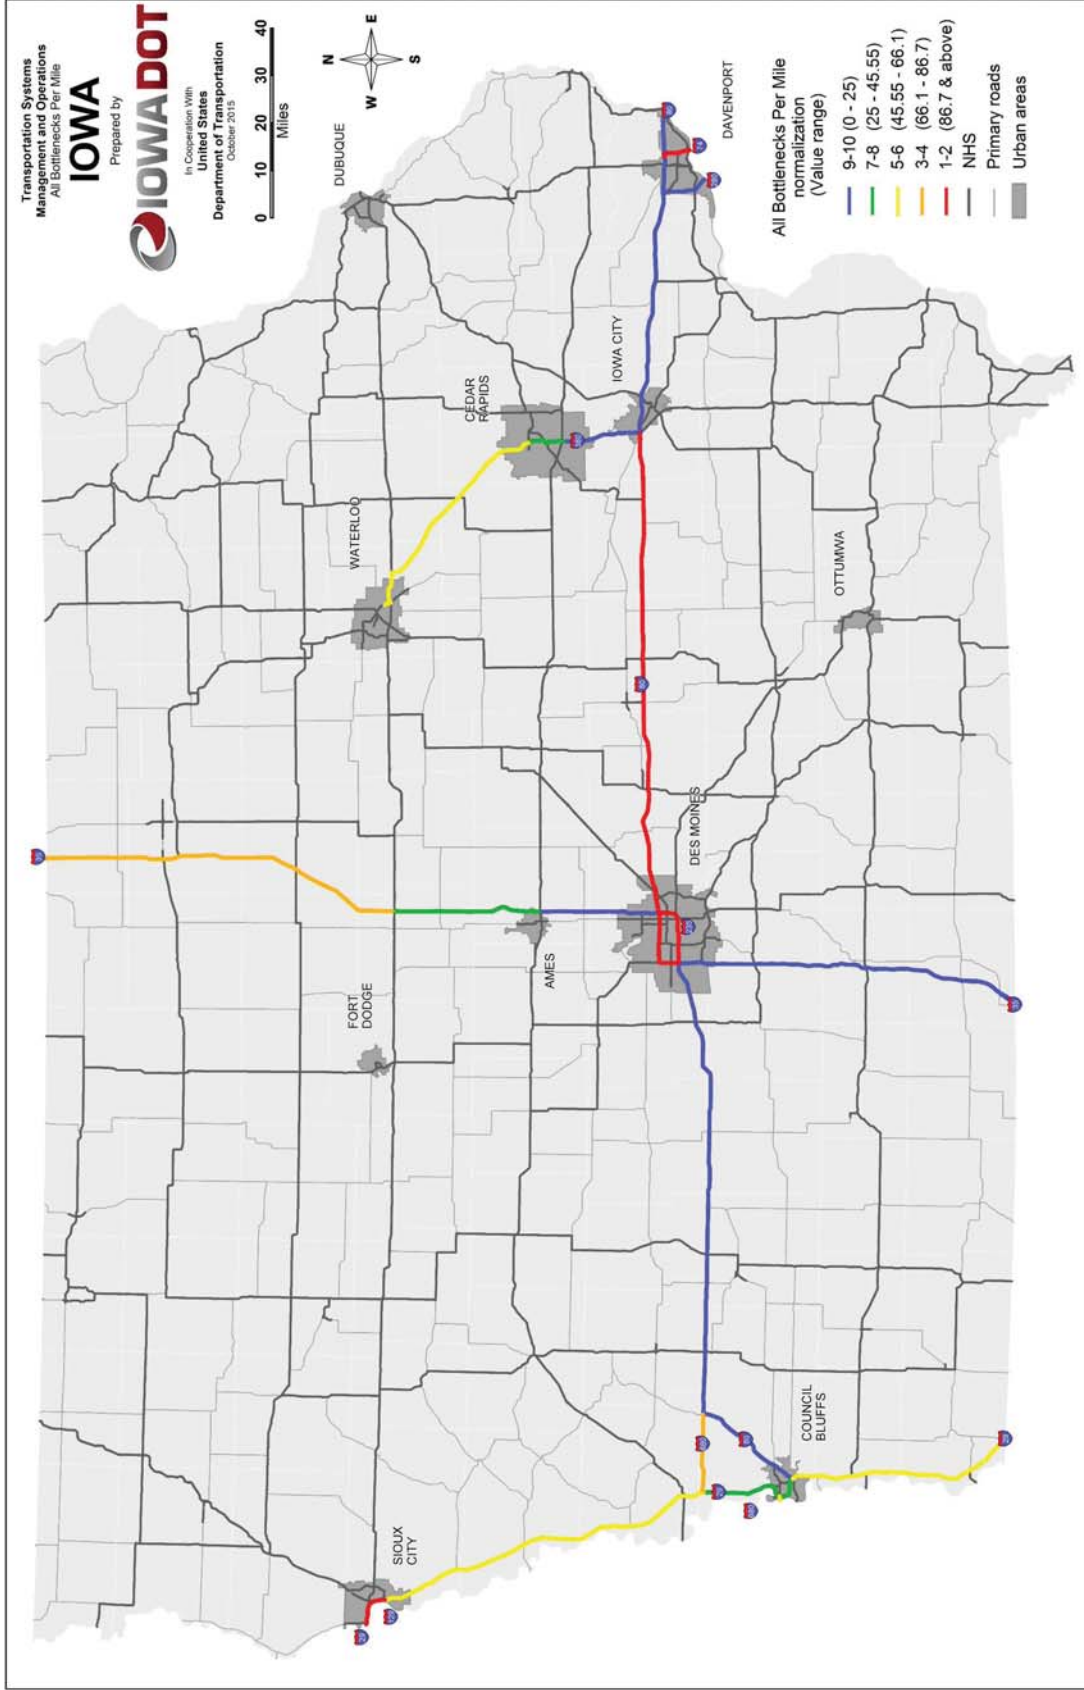 Transportation Systems
Management and Operations
All Bottlenecks Per Mile
IOWA
Prepared by
IOWADOT
In Cooperation With
United States
Department of Transportation
October 2015
0 10 20 30 40
Miles
N
W E
S
DUBUQUE
WATERLOO
FORT
DODGE
SIOUX
CITY
CEDAR
RAPIDS
AMES
IOWA CITY
DAVENPORT
DES MOINES
COUNCIL
BLUFFS
OTTUMWA
All Bottlenecks Per Mile
normalization
(Value range)
9-10 (0 - 25)
7-8 (25 - 45.55)
5-6 (45.55 - 66.1)
3-4 (66.1 - 86.7)
1-2 (86.7 & above)
NHS
Primary roads
Urban areas